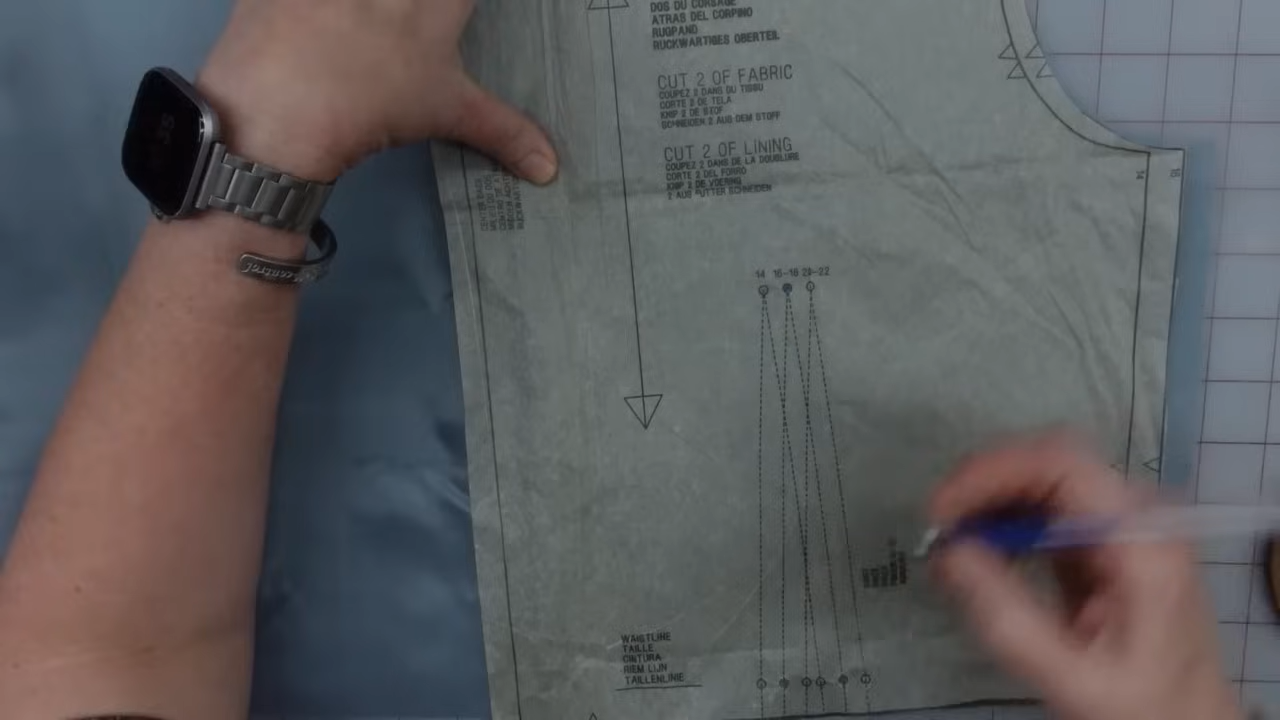 DOS DU CORSAGE
ATRAS DEL CORPINO
RUGPAND
RUCKWARTIGES OBERTEIL
CUT 2 OF FABRIC
COUPEZ 2 DANS DU TISSU
CORTE 2 DE TELA
KNIP 2 DE STOF
SCHNEIDEN 2 AUS DEM STOFF
CUT 2 OF LINING
COUPEZ 2 DANS DE LA DOUBLURE
CORTE 2 DEL FORRO
KNIP 2 DE VOERING
2 AUS FUTTER SCHNEIDEN
14 16-18 20-22
WAISTLINE
TAILLE
CINTURA
RIEM LIJN
TAILLENLINIE